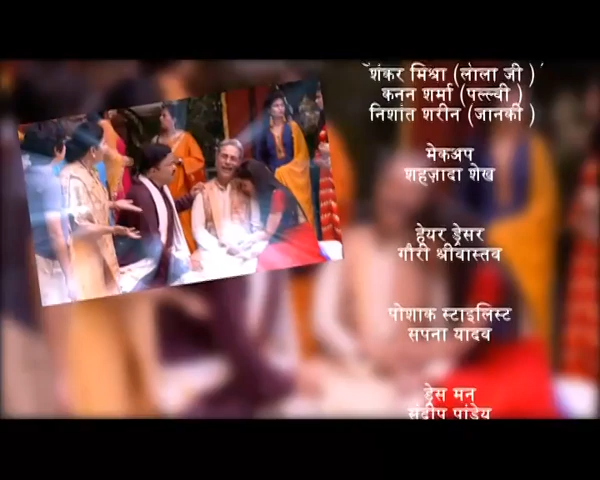 शंकर मिश्रा (लाला जी)
कनन शर्मा (पल्ल्वी)
निशांत शरीन (जानकी)
मेकअप
शहज़ादा शेख
हेयर ड्रेसर
गौरी श्रीवास्तव
पोशाक स्टाइलिस्ट
सपना यादव
ड्रेस मन
संदीप पांडेय